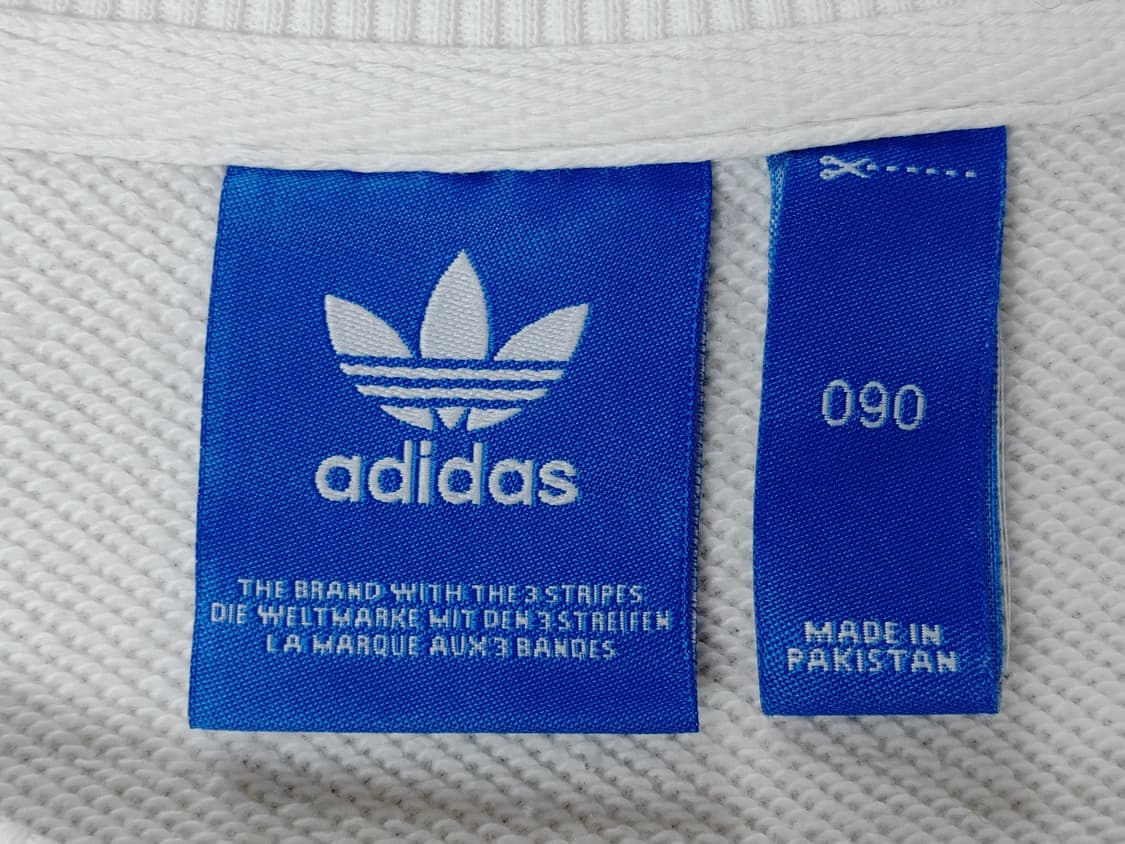 adidas
THE BRAND WITH THE 3 STRIPES
DIE WELTMARKE MIT DEN 3 STREIFEN
LA MARQUE AUX 3 BANDES
090
MADE IN
PAKISTAN